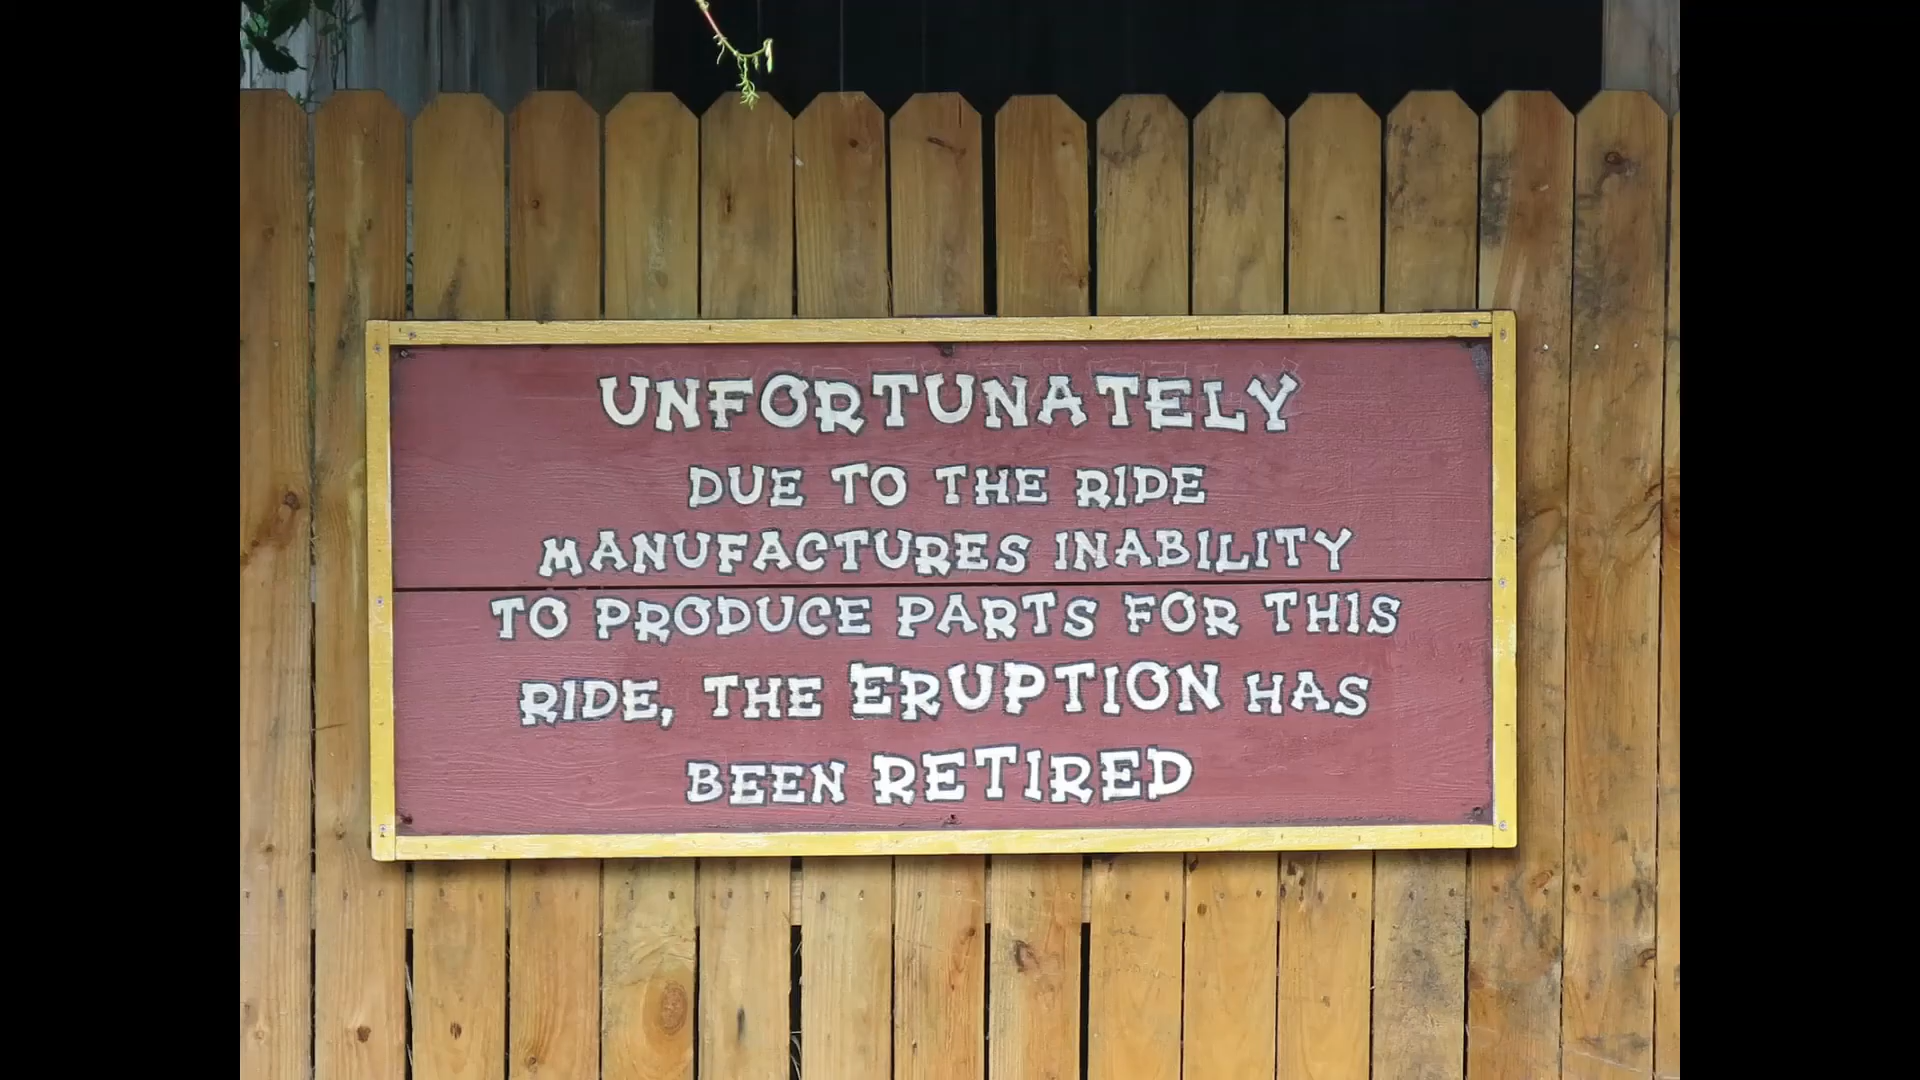 UNFORTUNATELY
DUE TO THE RIDE
MANUFACTURES INABILITY
TO PRODUCE PARTS FOR THIS
RIDE, THE ERUPTION HAS
BEEN RETIRED